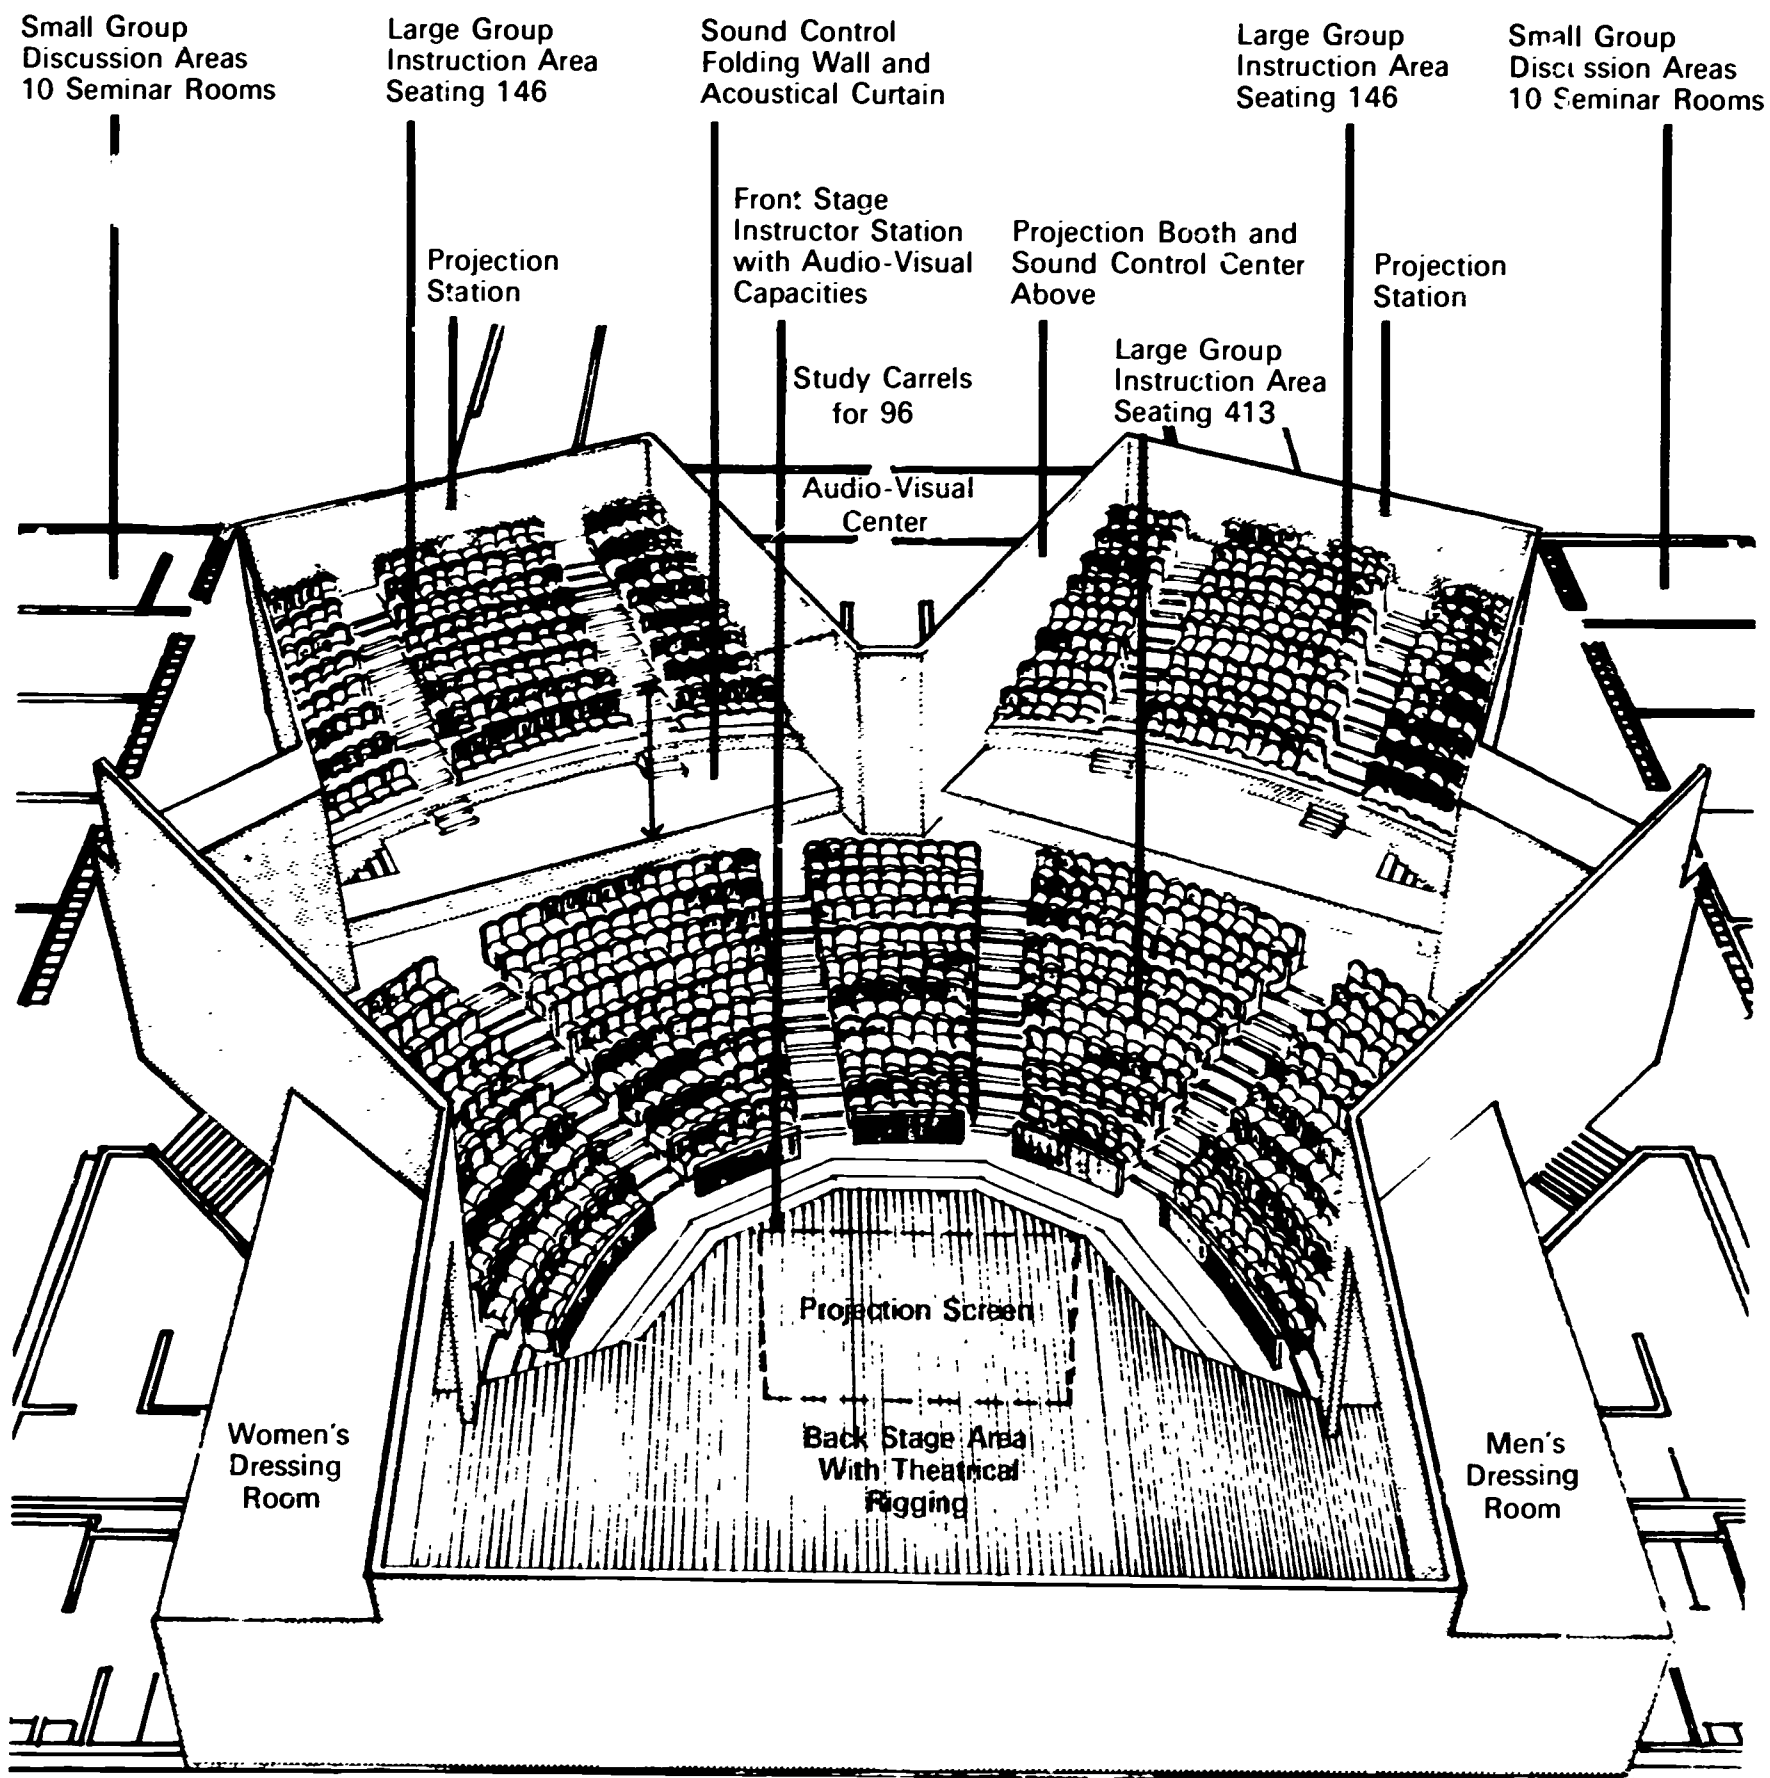 Small Group
Discussion Areas
10 Seminar Rooms
Large Group
Instruction Area
Seating 146
Sound Control
Folding Wall and
Acoustical Curtain
Large Group
Instruction Area
Seating 146
Small Group
Discussion Areas
10 Seminar Rooms
Projection
Station
Front Stage
Instructor Station
with Audio-Visual
Capacities
Projection Booth and
Sound Control Center
Above
Projection
Station
Study Carrels
for 96
Large Group
Instruction Area
Seating 413
Audio-Visual
Center
Projection Screen
Back Stage Area
With Theatrical
Rigging
Women's
Dressing
Room
Men's
Dressing
Room